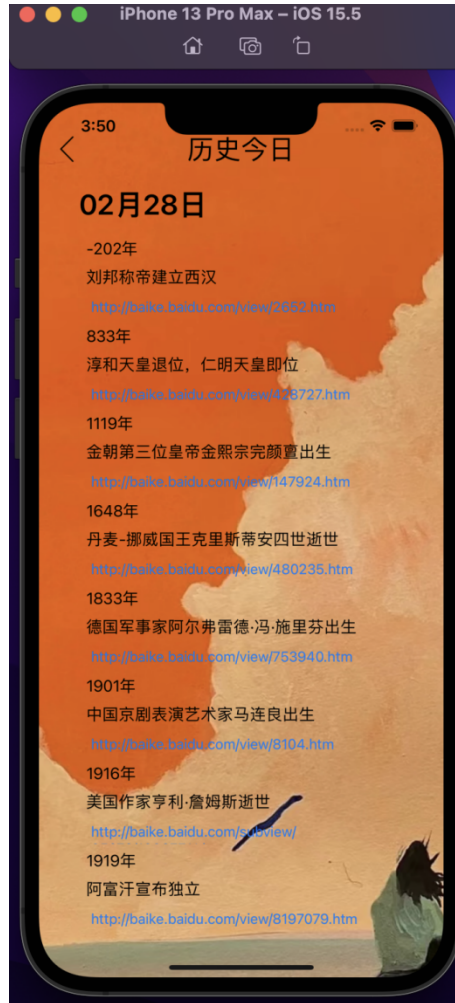 iPhone 13 Pro Max – iOS 15.5
3:50
历史今日
02月28日
-202年
刘邦称帝建立西汉
http://baike.baidu.com/view/2652.htm
833年
淳和天皇退位，仁明天皇即位
http://baike.baidu.com/view/428727.htm
1119年
金朝第三位皇帝金熙宗完颜亶出生
http://baike.baidu.com/view/147924.htm
1648年
丹麦-挪威国王克里斯蒂安四世逝世
http://baike.baidu.com/view/480235.htm
1833年
德国军事家阿尔弗雷德·冯·施里芬出生
http://baike.baidu.com/view/753940.htm
1901年
中国京剧表演艺术家马连良出生
http://baike.baidu.com/view/8104.htm
1916年
美国作家亨利·詹姆斯逝世
http://baike.baidu.com/subview/
1919年
阿富汗宣布独立
http://baike.baidu.com/view/8197079.htm